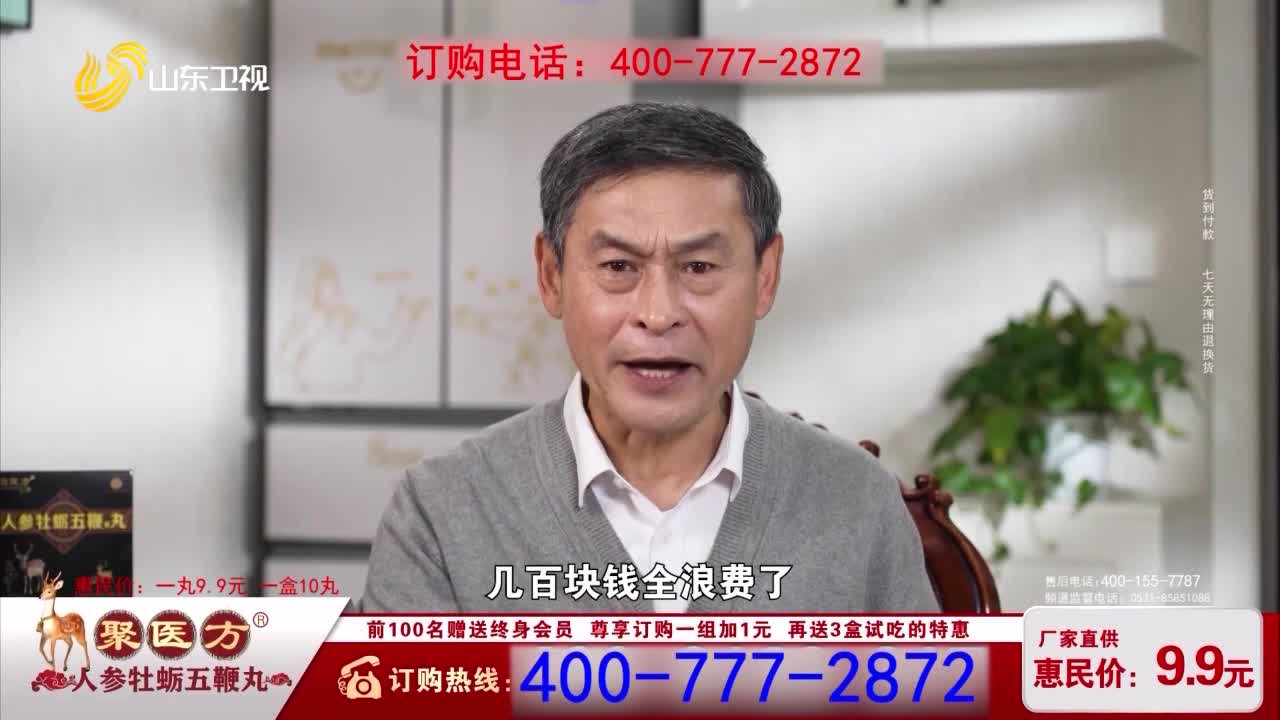 山东卫视
订购电话：400-777-2872
货到付款 七天无理由退换货
人参牡蛎五鞭丸
惠民价：一丸9.9元 一盒10丸
几百块钱全浪费了
售后电话:400-155-7787
频道监督电话：0531-85851088
聚医方®
人参牡蛎五鞭丸
前100名赠送终身会员 尊享订购一组加1元 再送3盒试吃的特惠
订购热线：400-777-2872
厂家直供
惠民价：9.9元